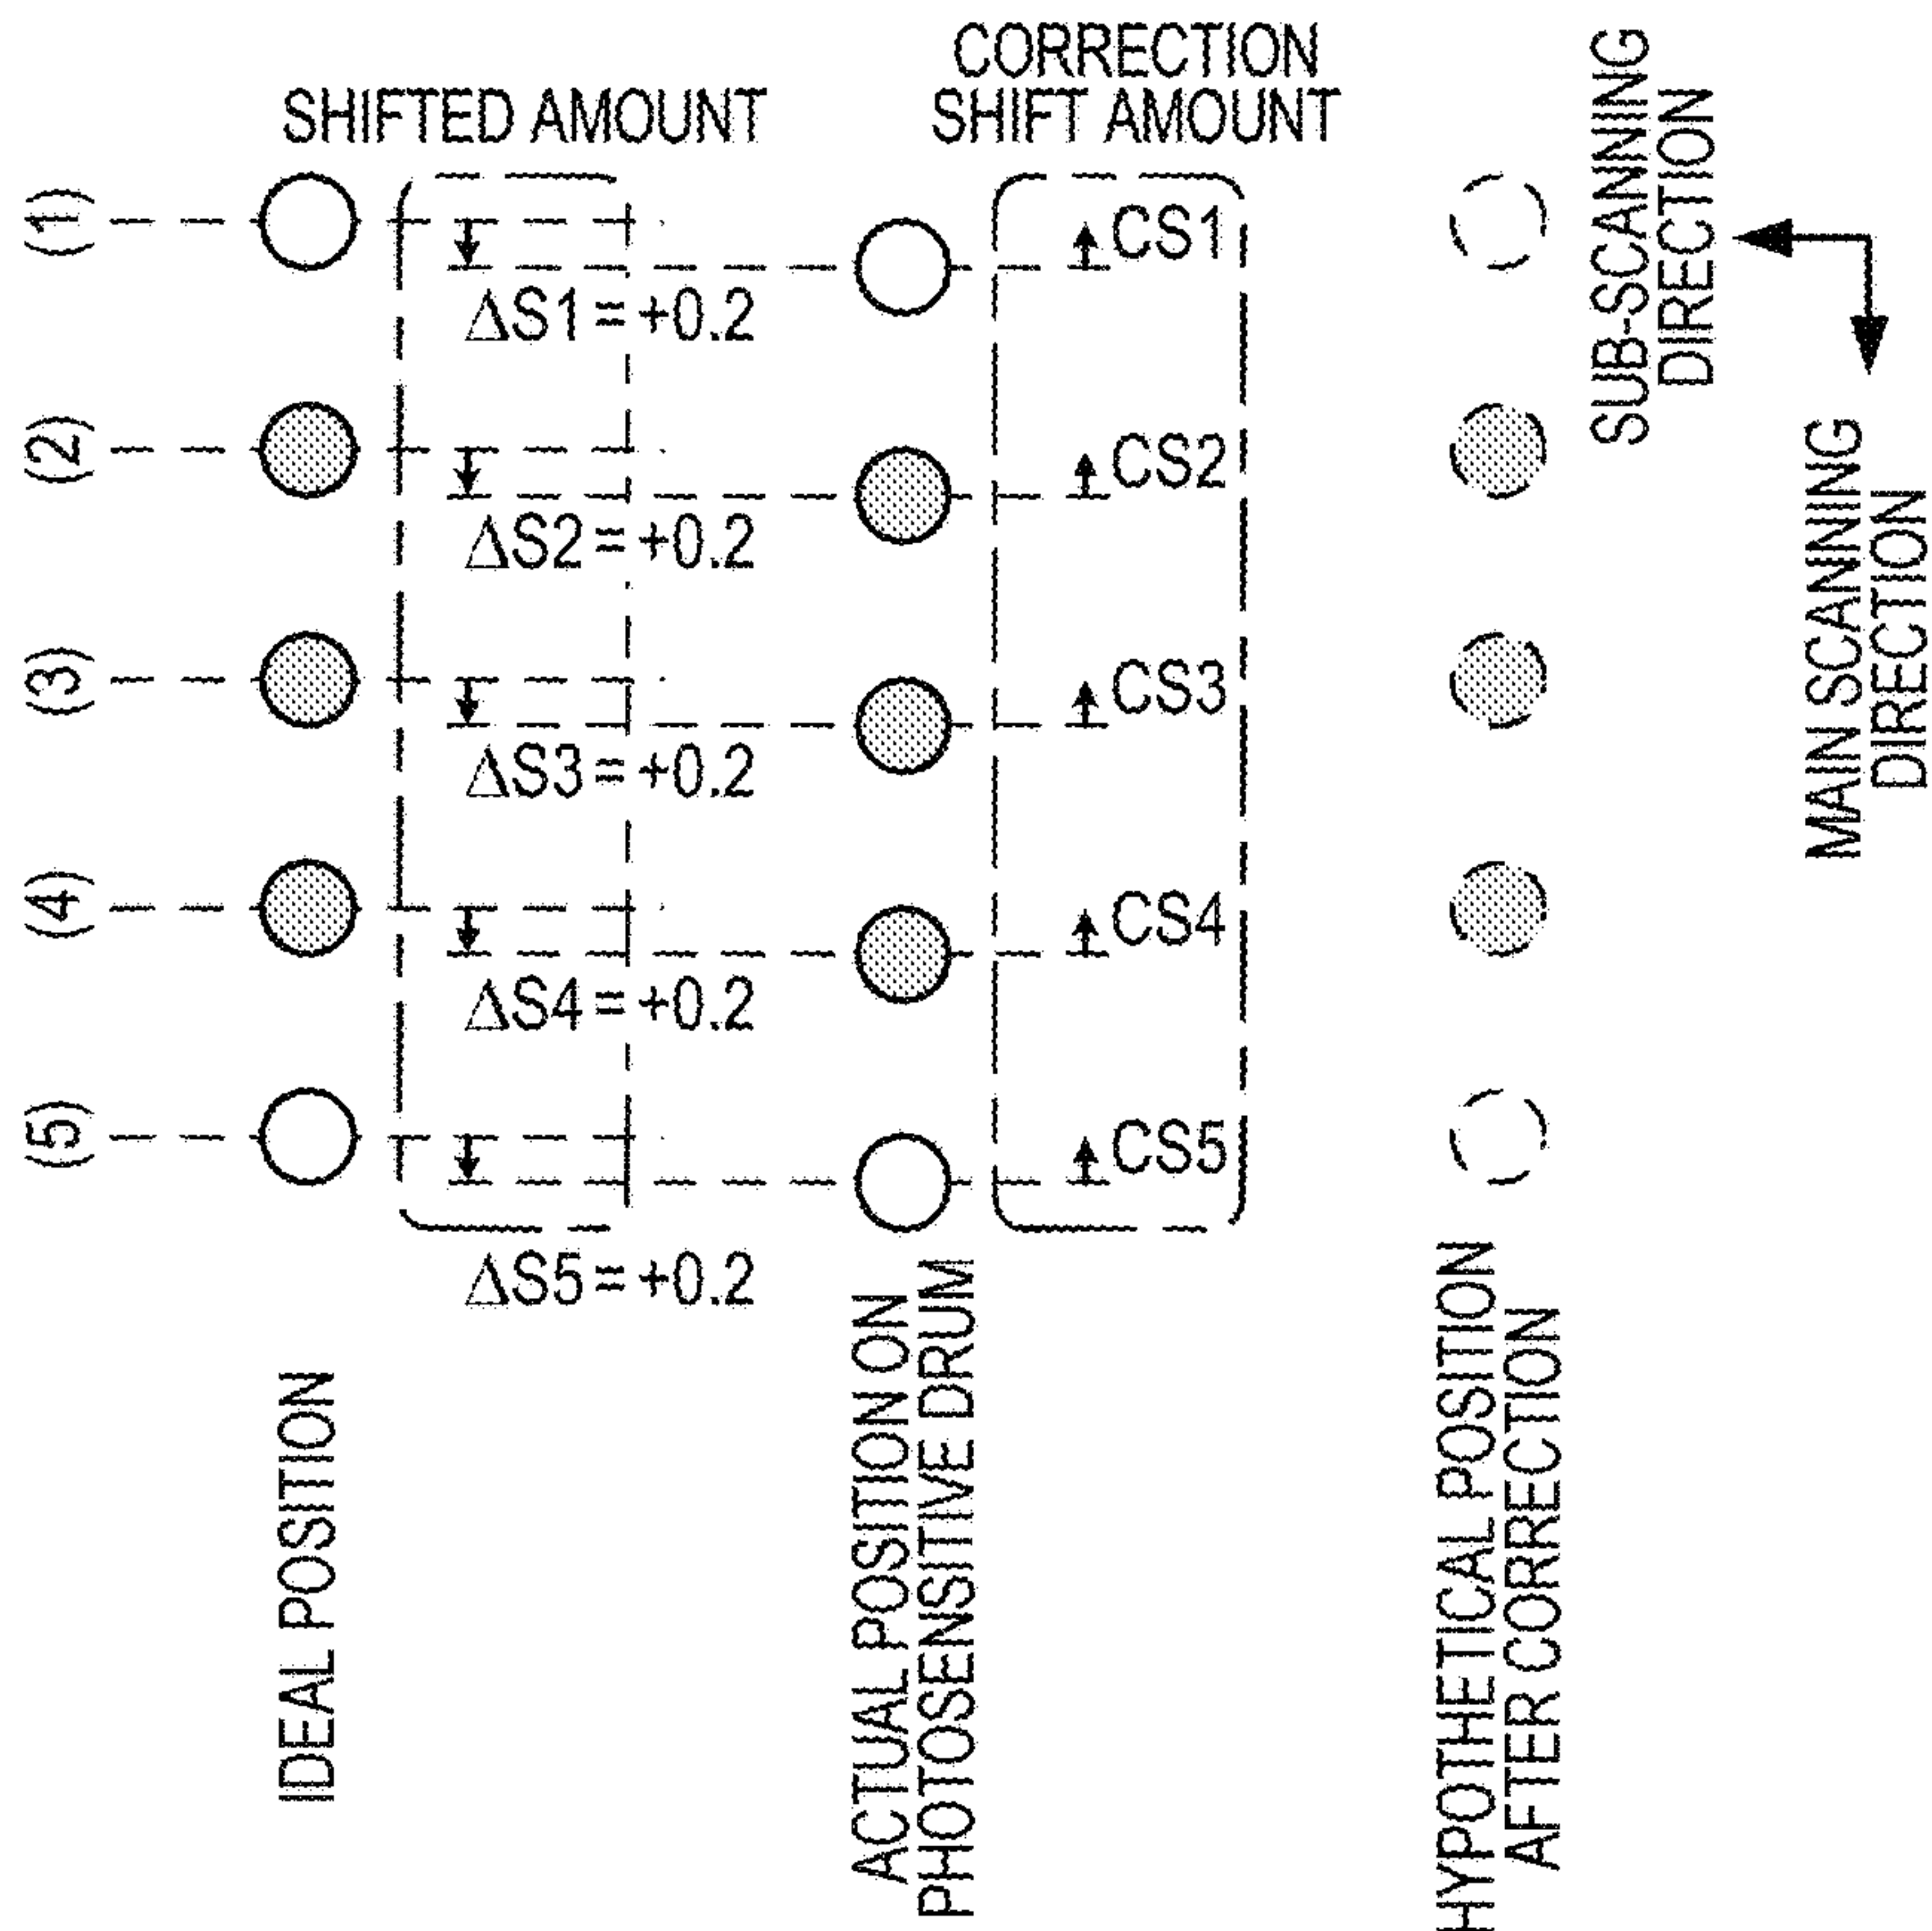 SHIFTED AMOUNT
CORRECTION
SHIFT AMOUNT
(1)
ΔS1 = +0.2
CS1
(2)
ΔS2 = +0.2
CS2
(3)
ΔS3 = +0.2
CS3
(4)
ΔS4 = +0.2
CS4
(5)
ΔS5 = +0.2
CS5
SUB-SCANNING
DIRECTION
MAIN SCANNING
DIRECTION
IDEAL POSITION
ACTUAL POSITION ON
PHOTOSENSITIVE DRUM
HYPOTHETICAL POSITION
AFTER CORRECTION